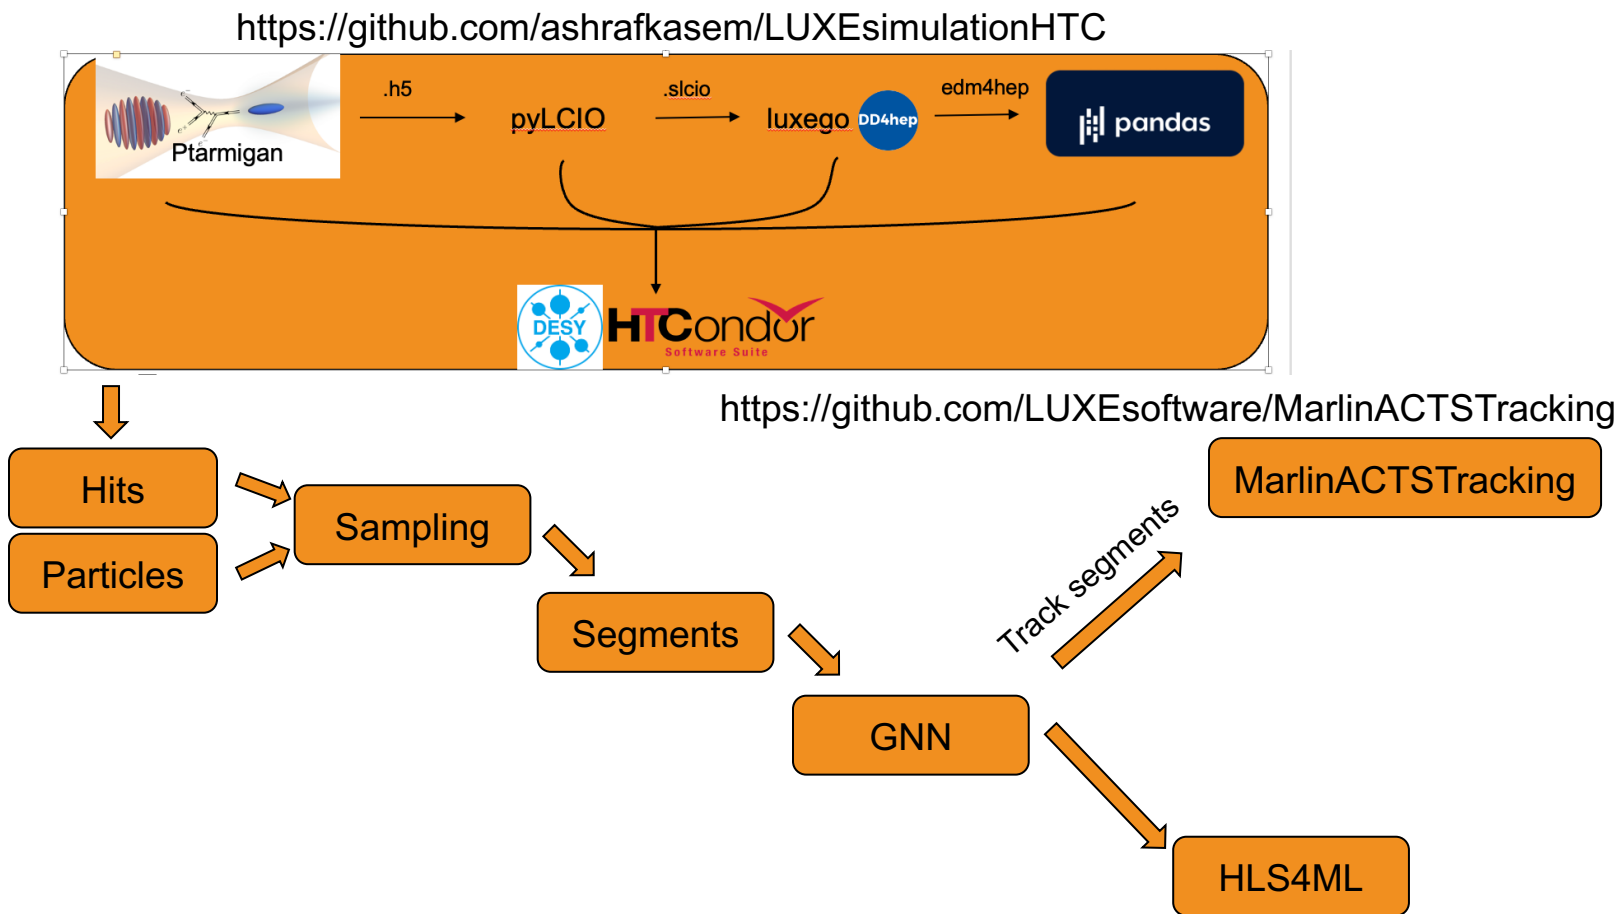 https://github.com/ashrafkasem/LUXEsimulationHTC
.h5
.slcio
edm4hep
e-
e-
e+
e-
Ptarmigan
pyLCIO
luxego
DD4hep
pandas
DESY
HTCondor
Software Suite
https://github.com/LUXEsoftware/MarlinACTSTracking
MarlinACTSTracking
Hits
Particles
Sampling
Segments
Track segments
GNN
HLS4ML